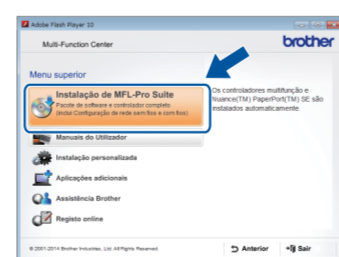 Adobe Flash Player 10
Multi-Function Center
brother
Menu superior
Instalação de MFL-Pro Suite
Pacote de software e controlador completo
(inclui Configuração de rede sem fios e com fios)
Os controladores multifunção e
Nuance(TM) PaperPort(TM) SE são
instalados automaticamente.
Manuais do Utilizador
Instalação personalizada
Aplicações adicionais
Assistência Brother
Registo online
© 2001-2014 Brother Industries, Ltd. All Rights Reserved.
Anterior
Sair